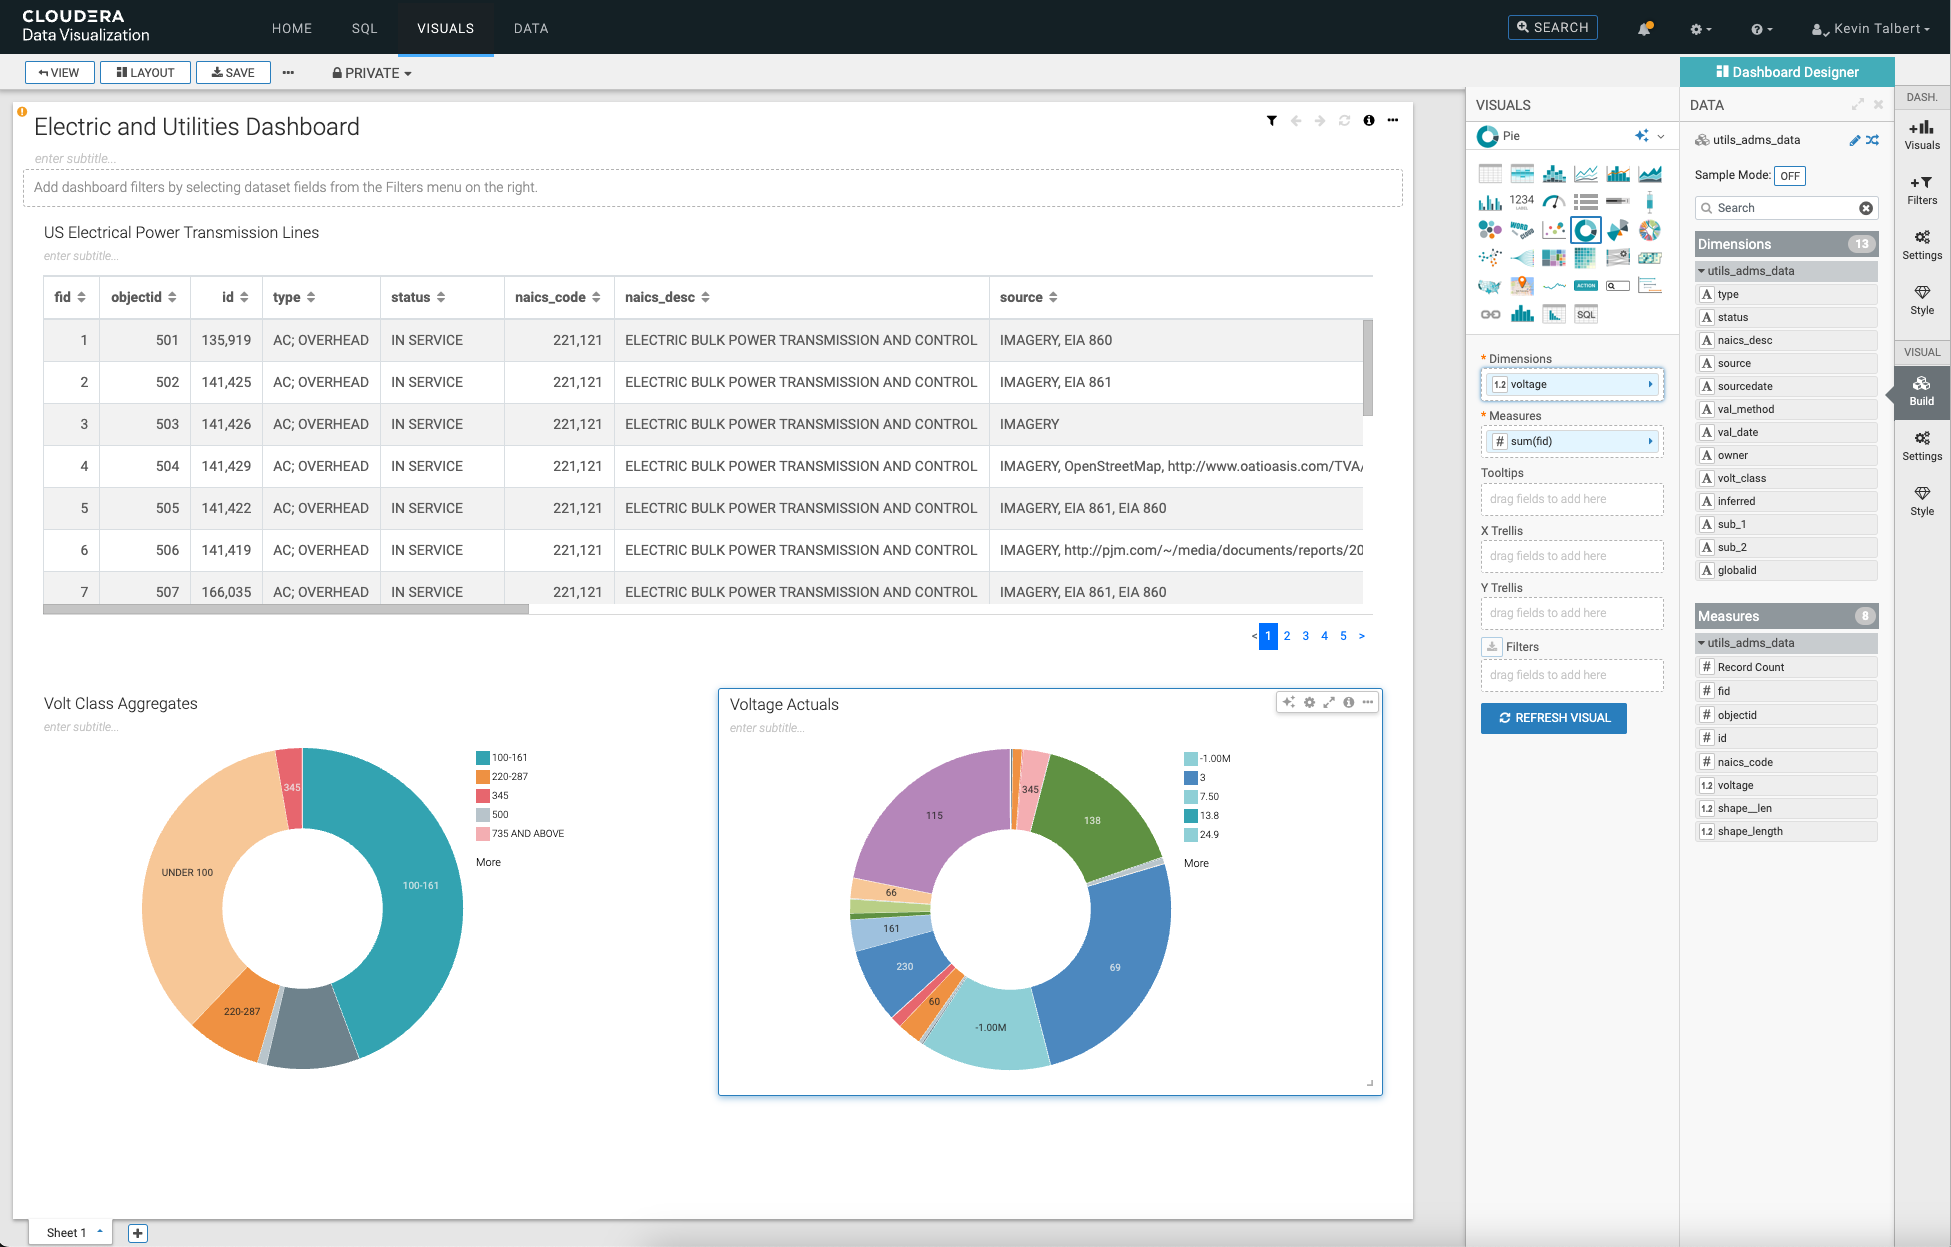 CLOUDERA
Data Visualization
HOME
SQL
VISUALS
DATA
SEARCH
Kevin Talbert
VIEW
LAYOUT
SAVE
PRIVATE
Dashboard Designer
Electric and Utilities Dashboard
enter subtitle...
Add dashboard filters by selecting dataset fields from the Filters menu on the right.
US Electrical Power Transmission Lines
enter subtitle...
fid objectid id type status naics_code naics_desc source
1 501 135,919 AC; OVERHEAD IN SERVICE 221,121 ELECTRIC BULK POWER TRANSMISSION AND CONTROL IMAGERY, EIA 860
2 502 141,425 AC; OVERHEAD IN SERVICE 221,121 ELECTRIC BULK POWER TRANSMISSION AND CONTROL IMAGERY, EIA 861
3 503 141,426 AC; OVERHEAD IN SERVICE 221,121 ELECTRIC BULK POWER TRANSMISSION AND CONTROL IMAGERY
4 504 141,429 AC; OVERHEAD IN SERVICE 221,121 ELECTRIC BULK POWER TRANSMISSION AND CONTROL IMAGERY, OpenStreetMap, http://www.oatioasis.com/TVA/
5 505 141,422 AC; OVERHEAD IN SERVICE 221,121 ELECTRIC BULK POWER TRANSMISSION AND CONTROL IMAGERY, EIA 861, EIA 860
6 506 141,419 AC; OVERHEAD IN SERVICE 221,121 ELECTRIC BULK POWER TRANSMISSION AND CONTROL IMAGERY, http://pjm.com/~/media/documents/reports/20
7 507 166,035 AC; OVERHEAD IN SERVICE 221,121 ELECTRIC BULK POWER TRANSMISSION AND CONTROL IMAGERY, EIA 861, EIA 860
< 1 2 3 4 5 >
Volt Class Aggregates
enter subtitle...
345
UNDER 100
100-161
220-287
100-161
220-287
345
500
735 AND ABOVE
More
Voltage Actuals
enter subtitle...
345
115
138
66
161
230
69
60
-1.00M
-1.00M
3
7.50
13.8
24.9
More
Sheet 1
+
VISUALS
Pie
1234
LABEL
WORD
CLOUD
ACTION
SQL
* Dimensions
1.2 voltage
* Measures
# sum(fid)
Tooltips
drag fields to add here
X Trellis
drag fields to add here
Y Trellis
drag fields to add here
Filters
drag fields to add here
REFRESH VISUAL
DATA
utils_adms_data
Sample Mode: OFF
Search
Dimensions 13
utils_adms_data
A type
A status
A naics_desc
A source
A sourcedate
A val_method
A val_date
A owner
A volt_class
A inferred
A sub_1
A sub_2
A globalid
Measures 8
utils_adms_data
# Record Count
# fid
# objectid
# id
# naics_code
1.2 voltage
1.2 shape__len
1.2 shape_length
DASH.
Visuals
Filters
Settings
Style
VISUAL
Build
Settings
Style